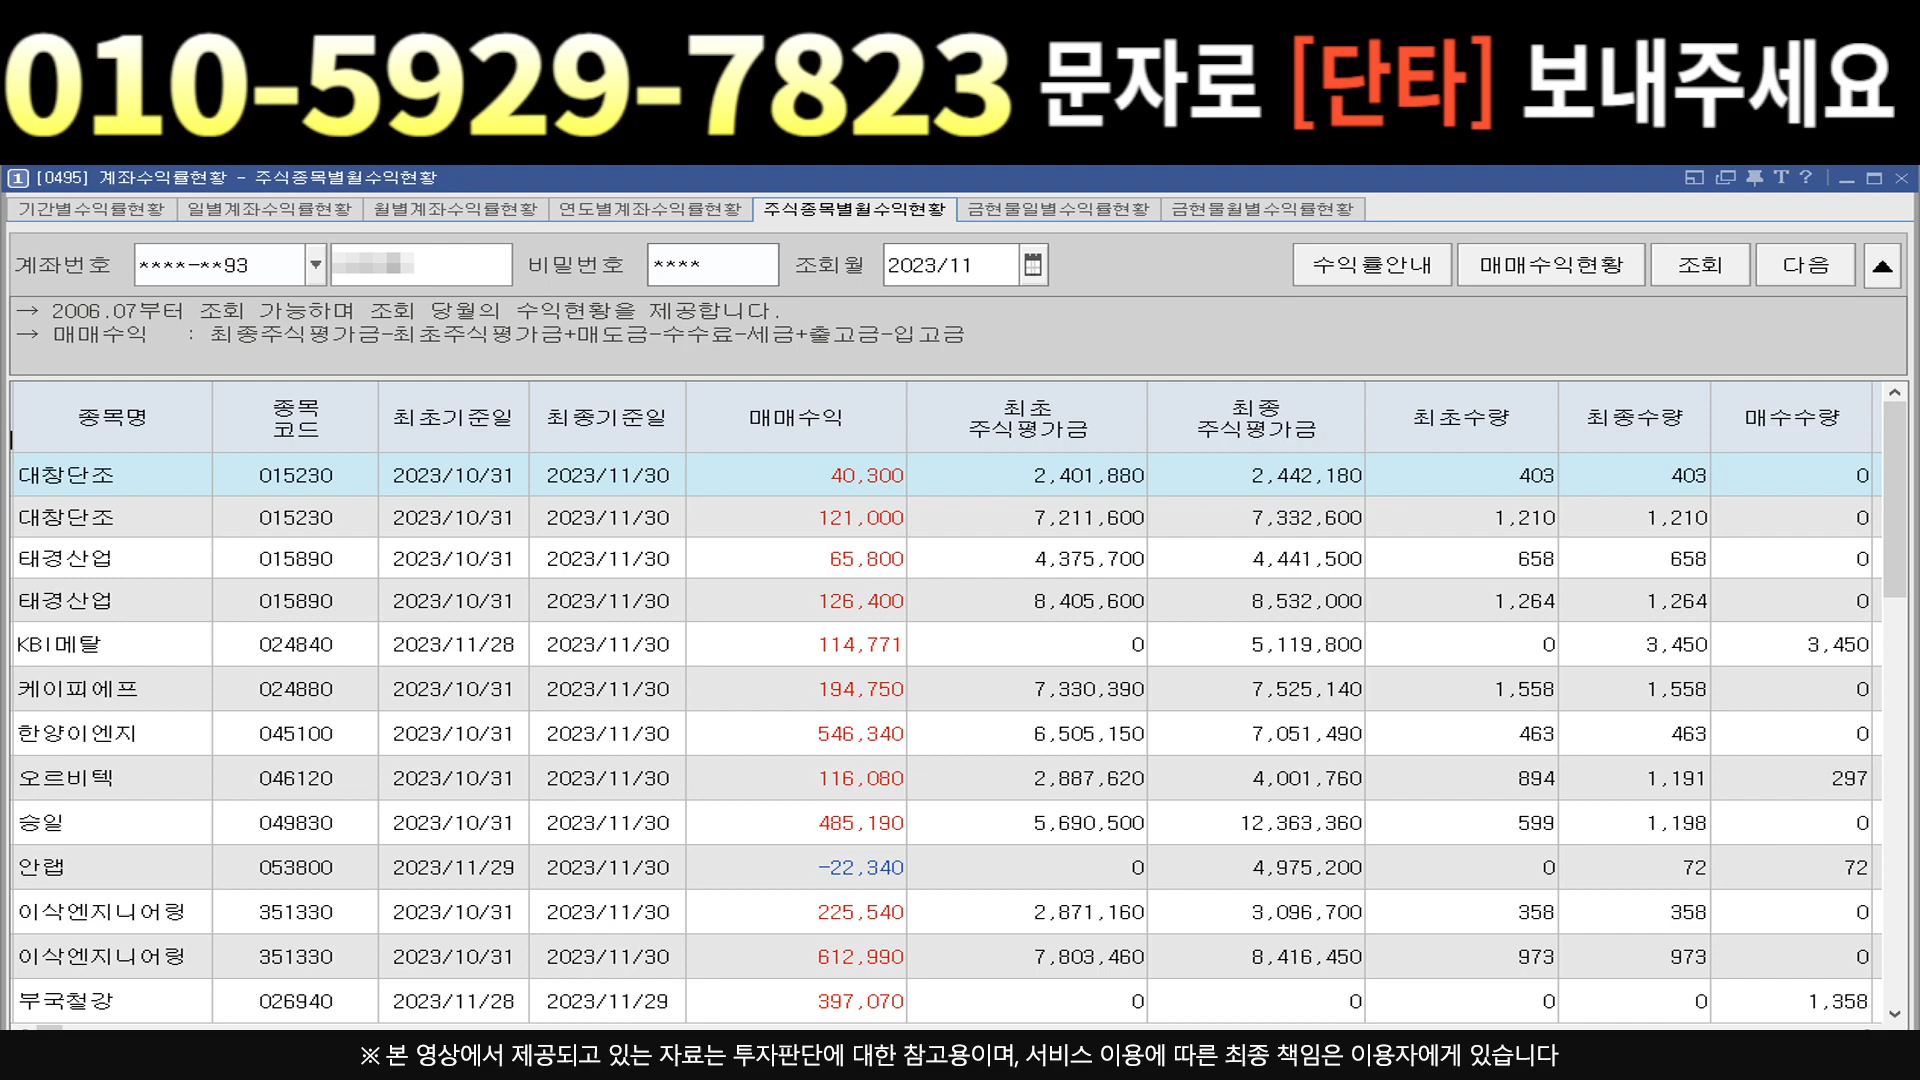 010-5929-7823 문자로 [단타] 보내주세요
1 [0495] 계좌수익률현황 - 주식종목별월수익현황
기간별수익률현황 일별계좌수익률현황 월별계좌수익률현황 연도별계좌수익률현황 주식종목별월수익현황 금현물일별수익률현황 금현물월별수익률현황
계좌번호 ****-**93 비밀번호 **** 조회월 2023/11 수익률안내 매매수익현황 조회 다음
→ 2006.07부터 조회 가능하며 조회 당월의 수익현황을 제공합니다.
→ 매매수익 : 최종주식평가금-최초주식평가금+매도금-수수료-세금+출고금-입고금
종목명 종목코드 최초기준일 최종기준일 매매수익 최초주식평가금 최종주식평가금 최초수량 최종수량 매수수량
대창단조 015230 2023/10/31 2023/11/30 40,300 2,401,880 2,442,180 403 403 0
대창단조 015230 2023/10/31 2023/11/30 121,000 7,211,600 7,332,600 1,210 1,210 0
태경산업 015890 2023/10/31 2023/11/30 65,800 4,375,700 4,441,500 658 658 0
태경산업 015890 2023/10/31 2023/11/30 126,400 8,405,600 8,532,000 1,264 1,264 0
KBI메탈 024840 2023/11/28 2023/11/30 114,771 0 5,119,800 0 3,450 3,450
케이피에프 024880 2023/10/31 2023/11/30 194,750 7,330,390 7,525,140 1,558 1,558 0
한양이엔지 045100 2023/10/31 2023/11/30 546,340 6,505,150 7,051,490 463 463 0
오르비텍 046120 2023/10/31 2023/11/30 116,080 2,887,620 4,001,760 894 1,191 297
승일 049830 2023/10/31 2023/11/30 485,190 5,690,500 12,363,360 599 1,198 0
안랩 053800 2023/11/29 2023/11/30 -22,340 0 4,975,200 0 72 72
이삭엔지니어링 351330 2023/10/31 2023/11/30 225,540 2,871,160 3,096,700 358 358 0
이삭엔지니어링 351330 2023/10/31 2023/11/30 612,990 7,803,460 8,416,450 973 973 0
부국철강 026940 2023/11/28 2023/11/29 397,070 0 0 0 0 1,358
※ 본 영상에서 제공되고 있는 자료는 투자판단에 대한 참고용이며, 서비스 이용에 따른 최종 책임은 이용자에게 있습니다